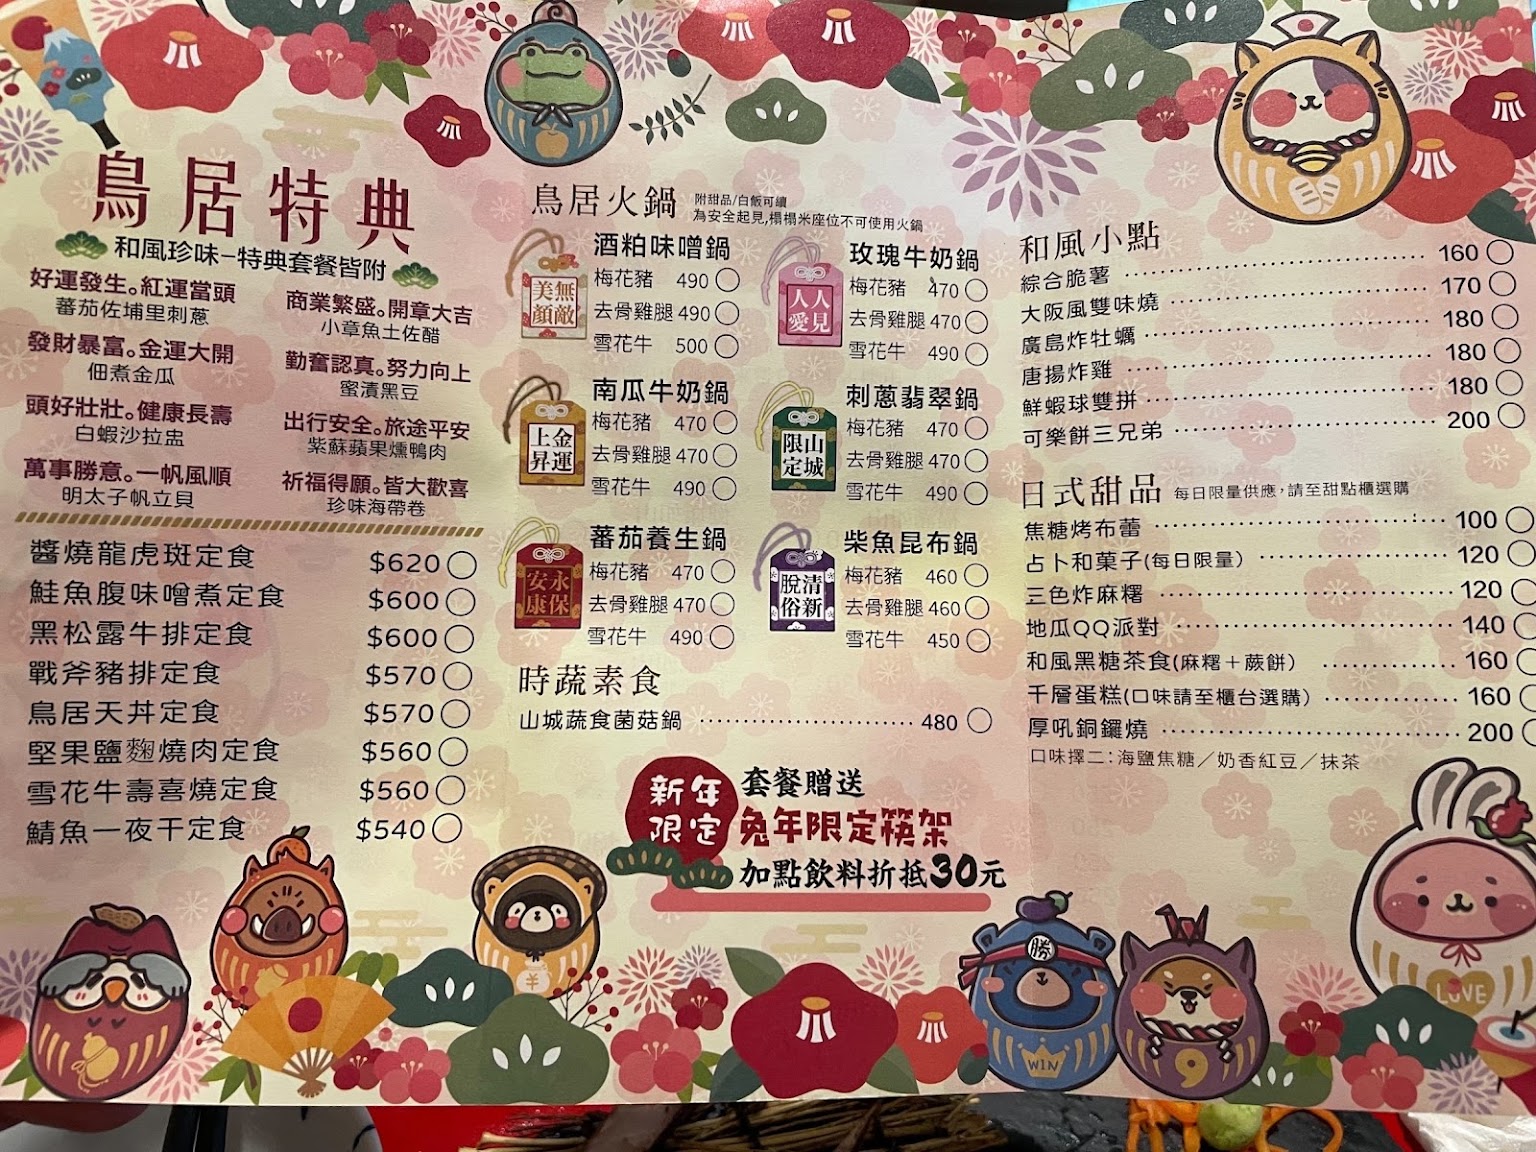 鳥居特典
和風珍味-特典套餐皆附
好運發生。紅運當頭
蕃茄佐埔里刺蔥
發財暴富。金運大開
佃煮金瓜
頭好壯壯。健康長壽
白蝦沙拉盅
萬事勝意。一帆風順
明太子帆立貝
商業繁盛。開章大吉
小章魚土佐醋
勤奮認真。努力向上
蜜漬黑豆
出行安全。旅途平安
紫蘇蘋果燻鴨肉
祈福得願。皆大歡喜
珍味海帶卷
醬燒龍虎斑定食 $620
鮭魚腹味噌煮定食 $600
黑松露牛排定食 $600
戰斧豬排定食 $570
鳥居天丼定食 $570
堅果鹽麴燒肉定食 $560
雪花牛壽喜燒定食 $560
鯖魚一夜干定食 $540
鳥居火鍋
附甜品/白飯可續
為安全起見,榻榻米座位不可使用火鍋
無敵美顏
酒粕味噌鍋
梅花豬 490
去骨雞腿 490
雪花牛 500
人見人愛
玫瑰牛奶鍋
梅花豬 470
去骨雞腿 470
雪花牛 490
金運上昇
南瓜牛奶鍋
梅花豬 470
去骨雞腿 470
雪花牛 490
山城限定
刺蔥翡翠鍋
梅花豬 470
去骨雞腿 470
雪花牛 490
永保安康
蕃茄養生鍋
梅花豬 470
去骨雞腿 470
雪花牛 490
清新脫俗
柴魚昆布鍋
梅花豬 460
去骨雞腿 460
雪花牛 450
時蔬素食
山城蔬食菌菇鍋 480
新年限定
套餐贈送
兔年限定筷架
加點飲料折抵30元
和風小點
綜合脆薯 160
大阪風雙味燒 170
廣島炸牡蠣 180
唐揚炸雞 180
鮮蝦球雙拼 180
可樂餅三兄弟 200
日式甜品 每日限量供應,請至甜點櫃選購
焦糖烤布蕾 100
占卜和菓子(每日限量) 120
三色炸麻糬 120
地瓜QQ派對 140
和風黑糖茶食(麻糬+蕨餅) 160
千層蛋糕(口味請至櫃台選購) 160
厚吼銅鑼燒 200
口味擇二:海鹽焦糖/奶香紅豆/抹茶
勝
WIN
9
LOVE